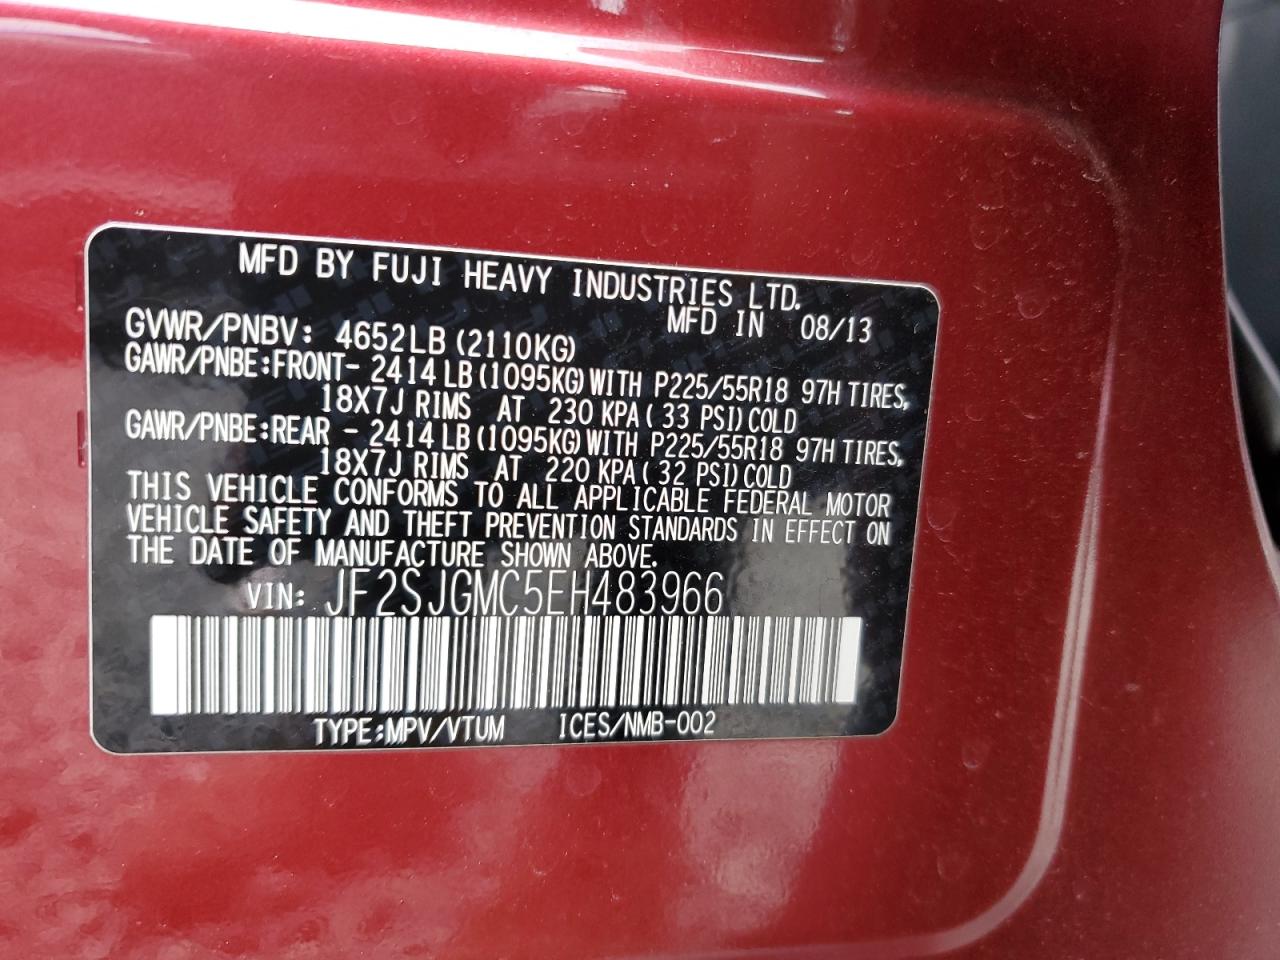 MFD BY FUJI HEAVY INDUSTRIES LTD.
MFD IN 08/13
GVWR/PNBV: 4652LB (2110KG)
GAWR/PNBE:FRONT- 2414 LB (1095KG) WITH P225/55R18 97H TIRES,
18X7J RIMS AT 230 KPA ( 33 PSI) COLD
GAWR/PNBE:REAR - 2414 LB (1095KG) WITH P225/55R18 97H TIRES,
18X7J RIMS AT 220 KPA ( 32 PSI) COLD
THIS VEHICLE CONFORMS TO ALL APPLICABLE FEDERAL MOTOR
VEHICLE SAFETY AND THEFT PREVENTION STANDARDS IN EFFECT ON
THE DATE OF MANUFACTURE SHOWN ABOVE.
VIN: JF2SJGMC5EH483966
TYPE:MPV/VTUM ICES/NMB-002